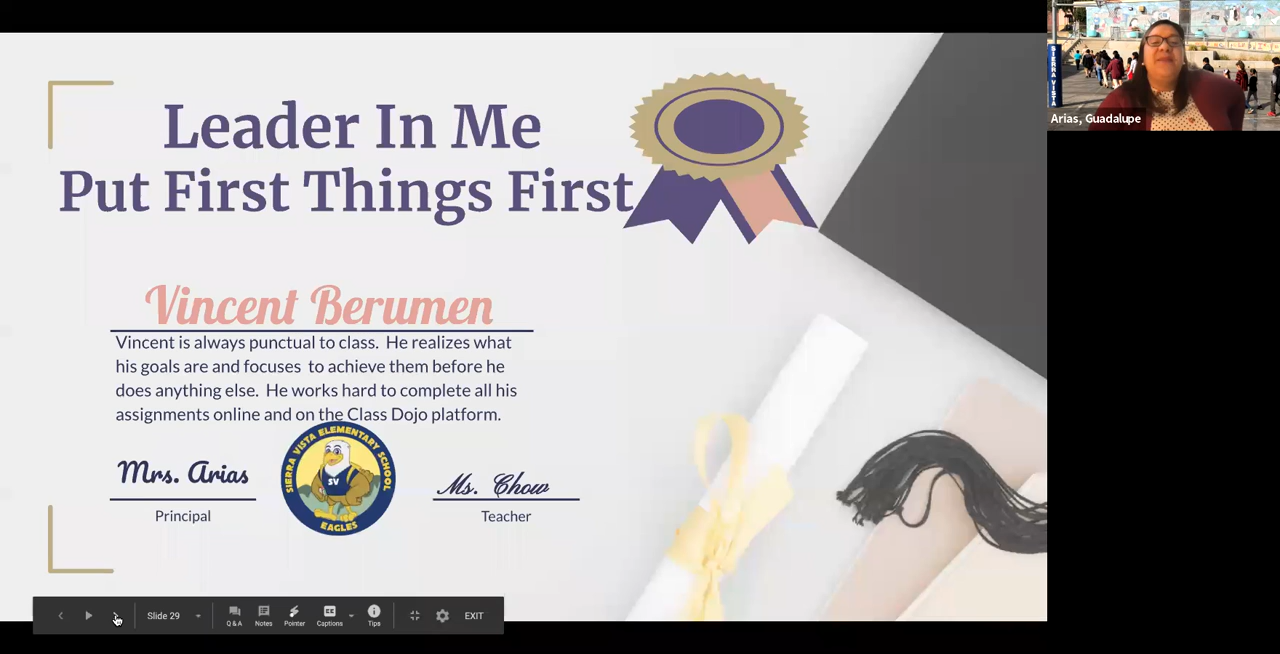 Leader In Me
Put First Things First
Vincent Berumen
Vincent is always punctual to class. He realizes what
his goals are and focuses to achieve them before he
does anything else. He works hard to complete all his
assignments online and on the Class Dojo platform.
Mrs. Arias
Principal
SIERRA VISTA ELEMENTARY SCHOOL
SV
EAGLES
Ms. Chow
Teacher
Slide 29
Q & A
Notes
Pointer
CC
Captions
Tips
EXIT
SIERRA VISTA
Arias, Guadalupe